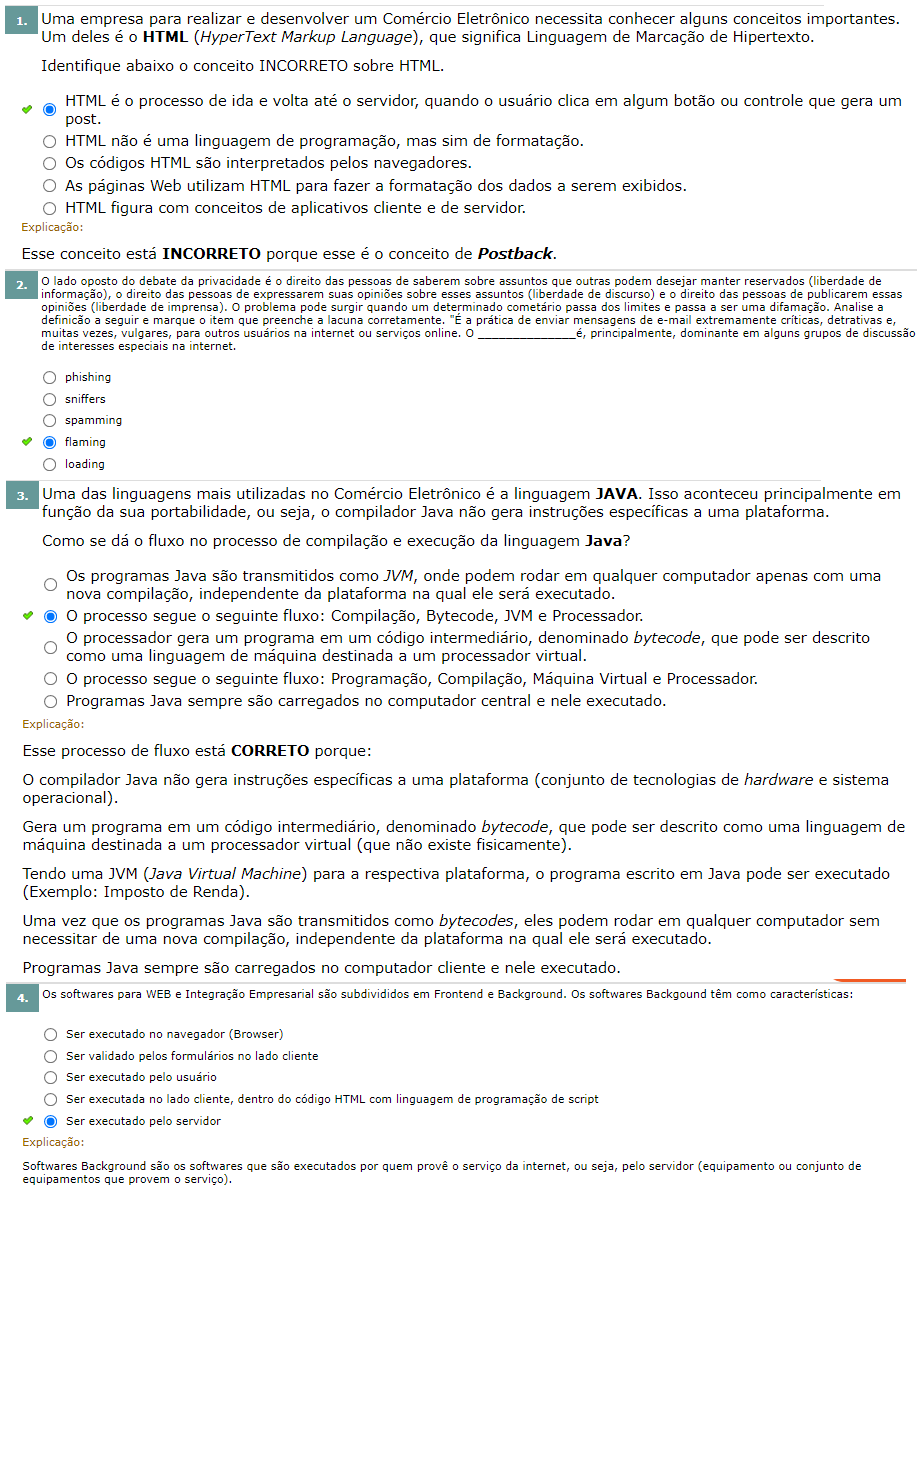 1. Uma empresa para realizar e desenvolver um Comércio Eletrônico necessita conhecer alguns conceitos importantes.
Um deles é o HTML (HyperText Markup Language), que significa Linguagem de Marcação de Hipertexto.
Identifique abaixo o conceito INCORRETO sobre HTML.
HTML é o processo de ida e volta até o servidor, quando o usuário clica em algum botão ou controle que gera um
post.
HTML não é uma linguagem de programação, mas sim de formatação.
Os códigos HTML são interpretados pelos navegadores.
As páginas Web utilizam HTML para fazer a formatação dos dados a serem exibidos.
HTML figura com conceitos de aplicativos cliente e de servidor.
Explicação:
Esse conceito está INCORRETO porque esse é o conceito de Postback.
2. O lado oposto do debate da privacidade é o direito das pessoas de saberem sobre assuntos que outras podem desejar manter reservados (liberdade de
informação), o direito das pessoas de expressarem suas opiniões sobre esses assuntos (liberdade de discurso) e o direito das pessoas de publicarem essas
opiniões (liberdade de imprensa). O problema pode surgir quando um determinado cometário passa dos limites e passa a ser uma difamação. Analise a
definicão a seguir e marque o item que preenche a lacuna corretamente. "É a prática de enviar mensagens de e-mail extremamente críticas, detrativas e,
muitas vezes, vulgares, para outros usuários na internet ou serviços online. O ______________é, principalmente, dominante em alguns grupos de discussão
de interesses especiais na internet.
phishing
sniffers
spamming
flaming
loading
3. Uma das linguagens mais utilizadas no Comércio Eletrônico é a linguagem JAVA. Isso aconteceu principalmente em
função da sua portabilidade, ou seja, o compilador Java não gera instruções específicas a uma plataforma.
Como se dá o fluxo no processo de compilação e execução da linguagem Java?
Os programas Java são transmitidos como JVM, onde podem rodar em qualquer computador apenas com uma
nova compilação, independente da plataforma na qual ele será executado.
O processo segue o seguinte fluxo: Compilação, Bytecode, JVM e Processador.
O processador gera um programa em um código intermediário, denominado bytecode, que pode ser descrito
como uma linguagem de máquina destinada a um processador virtual.
O processo segue o seguinte fluxo: Programação, Compilação, Máquina Virtual e Processador.
Programas Java sempre são carregados no computador central e nele executado.
Explicação:
Esse processo de fluxo está CORRETO porque:
O compilador Java não gera instruções específicas a uma plataforma (conjunto de tecnologias de hardware e sistema
operacional).
Gera um programa em um código intermediário, denominado bytecode, que pode ser descrito como uma linguagem de
máquina destinada a um processador virtual (que não existe fisicamente).
Tendo uma JVM (Java Virtual Machine) para a respectiva plataforma, o programa escrito em Java pode ser executado
(Exemplo: Imposto de Renda).
Uma vez que os programas Java são transmitidos como bytecodes, eles podem rodar em qualquer computador sem
necessitar de uma nova compilação, independente da plataforma na qual ele será executado.
Programas Java sempre são carregados no computador cliente e nele executado.
4. Os softwares para WEB e Integração Empresarial são subdivididos em Frontend e Background. Os softwares Backgound têm como características:
Ser executado no navegador (Browser)
Ser validado pelos formulários no lado cliente
Ser executado pelo usuário
Ser executada no lado cliente, dentro do código HTML com linguagem de programação de script
Ser executado pelo servidor
Explicação:
Softwares Background são os softwares que são executados por quem provê o serviço da internet, ou seja, pelo servidor (equipamento ou conjunto de
equipamentos que provem o serviço).